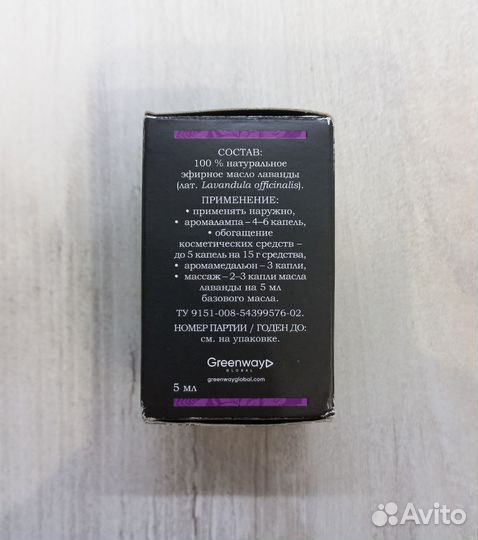 СОСТАВ:
100 % натуральное
эфирное масло лаванды
(лат. Lavandula officinalis).
ПРИМЕНЕНИЕ:
• применять наружно,
• аромалампа – 4–6 капель,
• обогащение
косметических средств –
до 5 капель на 15 г средства,
• аромамедальон – 3 капли,
• массаж – 2–3 капли масла
лаванды на 5 мл
базового масла.
ТУ 9151-008-54399576-02.
НОМЕР ПАРТИИ / ГОДЕН ДО:
см. на упаковке.
Greenway
GLOBAL
greenwayglobal.com
5 мл
Avito